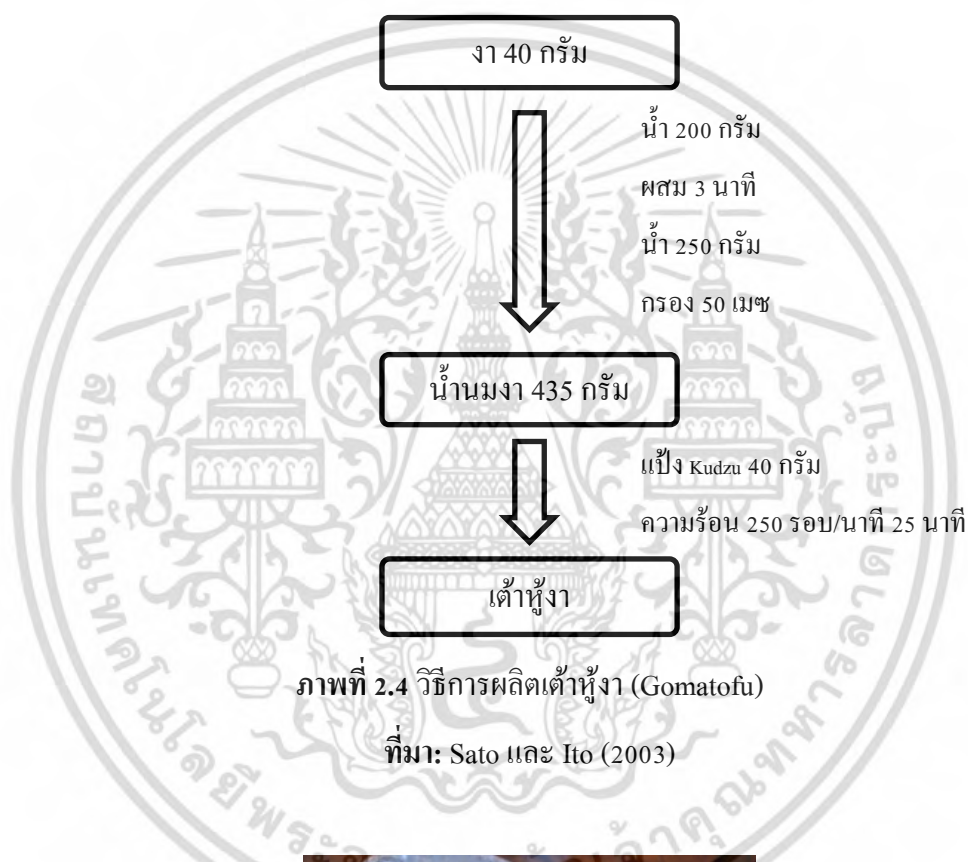 งา 40 กรัม
น้ำ 200 กรัม
ผสม 3 นาที
น้ำ 250 กรัม
กรอง 50 เมซ
น้ำนมงา 435 กรัม
แป้ง Kudzu 40 กรัม
ความร้อน 250 รอบ/นาที 25 นาที
เต้าหู้งา
ภาพที่ 2.4 วิธีการผลิตเต้าหู้งา (Gomatofu)
ที่มา: Sato และ Ito (2003)